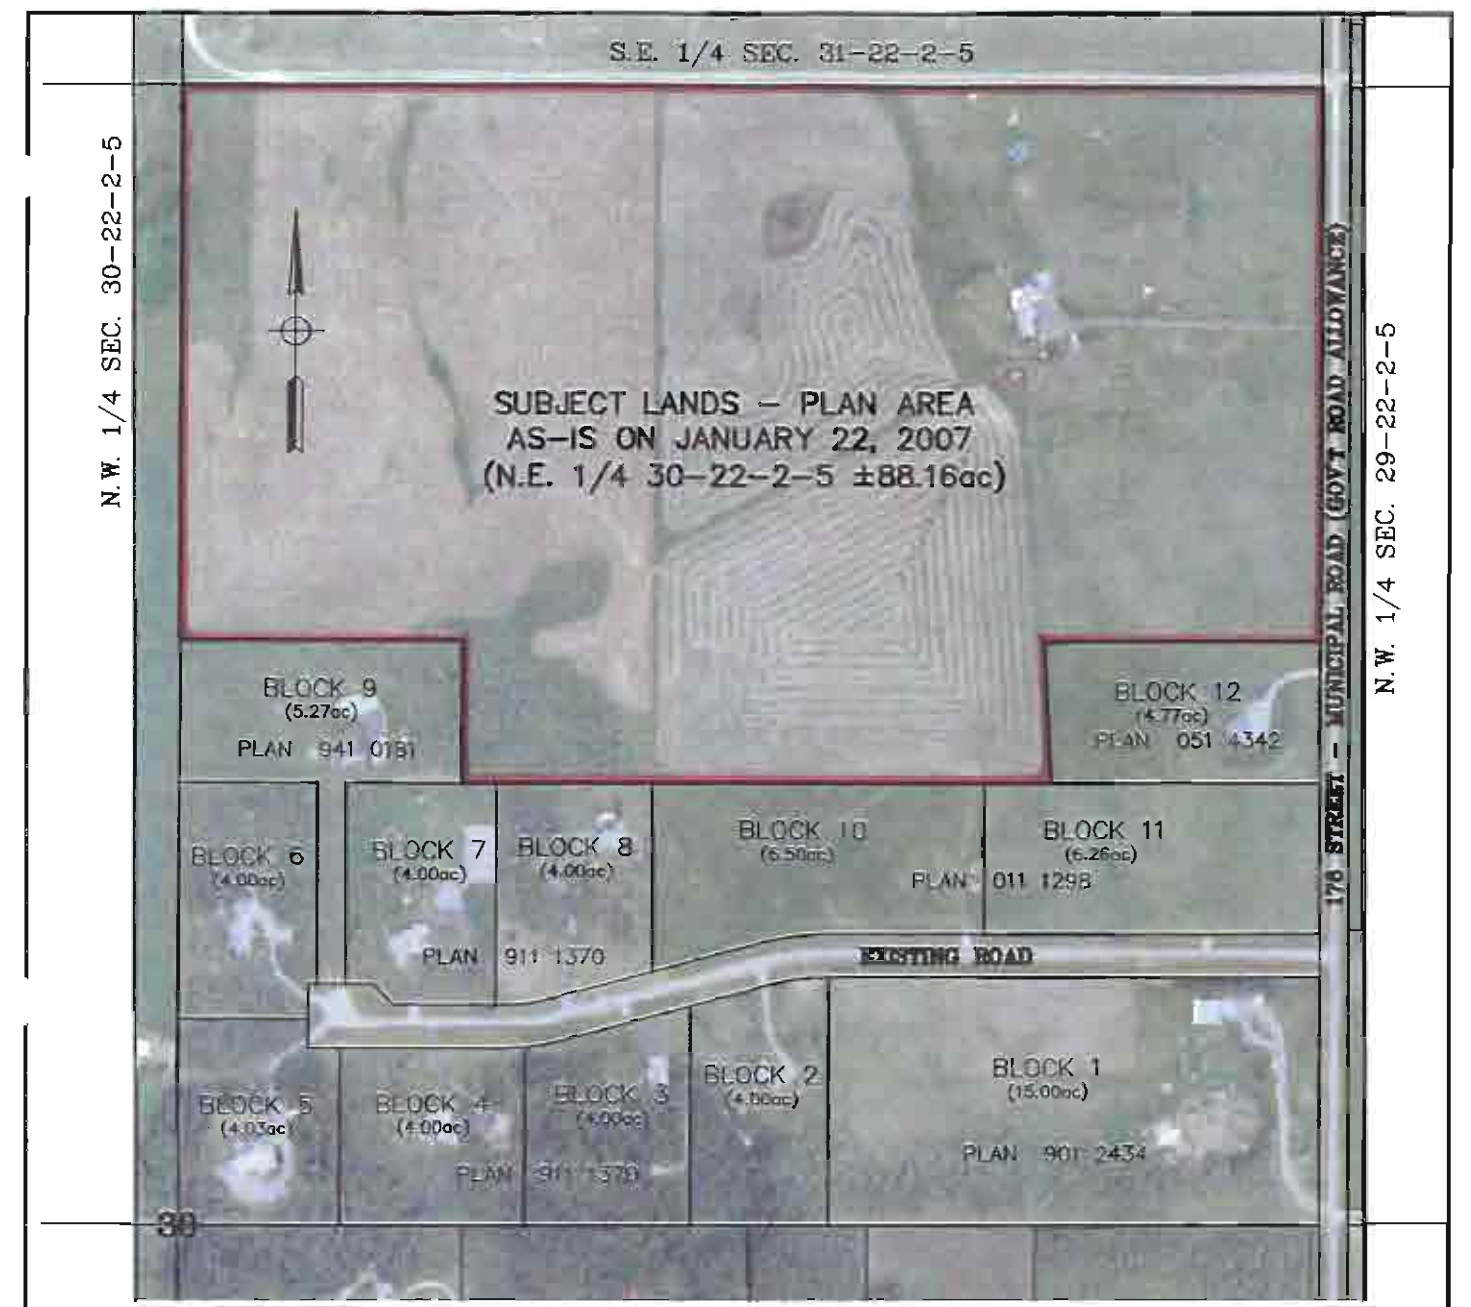 S.E. 1/4 SEC. 31-22-2-5
N.W. 1/4 SEC. 30-22-2-5
SUBJECT LANDS - PLAN AREA
AS-IS ON JANUARY 22, 2007
(N.E. 1/4 30-22-2-5 ±88.16ac)
176 STREET - MUNICIPAL ROAD (GOV'T ROAD ALLOWANCE)
N.W. 1/4 SEC. 29-22-2-5
BLOCK 9
(5.27ac)
PLAN 941 0181
BLOCK 12
(4.77ac)
PLAN 051 4342
BLOCK 6
(4.00ac)
BLOCK 7
(4.00ac)
BLOCK 8
(4.00ac)
PLAN 911 1370
BLOCK 10
(6.50ac)
BLOCK 11
(6.26ac)
PLAN 011 1298
EXISTING ROAD
BLOCK 5
(4.03ac)
BLOCK 4
(4.00ac)
BLOCK 3
(4.00ac)
PLAN 911 1370
BLOCK 2
(4.00ac)
BLOCK 1
(15.00ac)
PLAN 901 2434
30